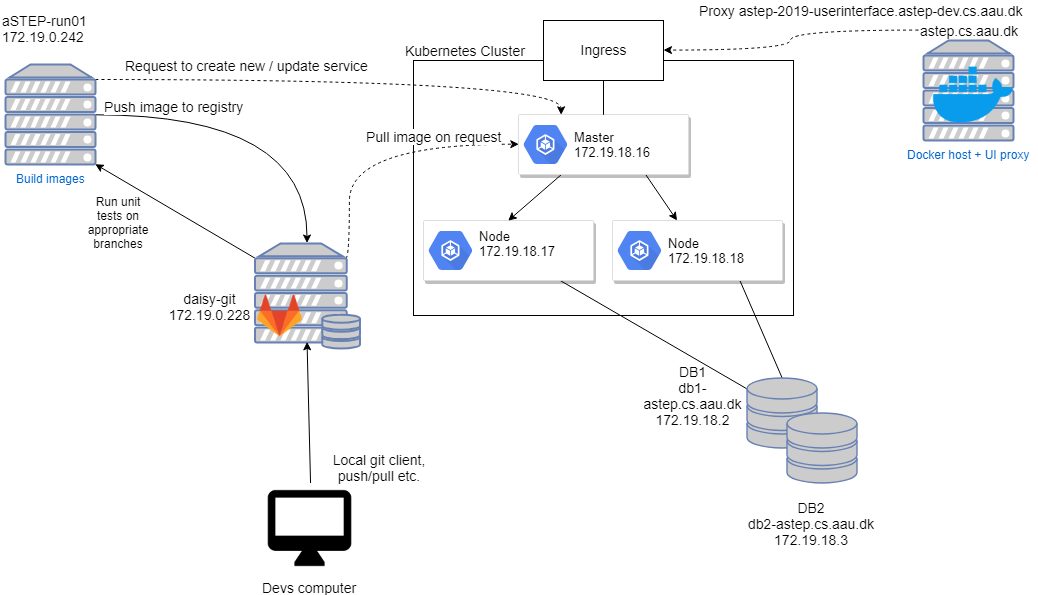 aSTEP-run01
172.19.0.242
Build images
Request to create new / update service
Push image to registry
Run unit
tests on
appropriate
branches
daisy-git
172.19.0.228
Local git client,
push/pull etc.
Devs computer
Pull image on request
Kubernetes Cluster
Ingress
Master
172.19.18.16
Node
172.19.18.17
Node
172.19.18.18
Proxy astep-2019-userinterface.astep-dev.cs.aau.dk
astep.cs.aau.dk
Docker host + UI proxy
DB1
db1-
astep.cs.aau.dk
172.19.18.2
DB2
db2-astep.cs.aau.dk
172.19.18.3